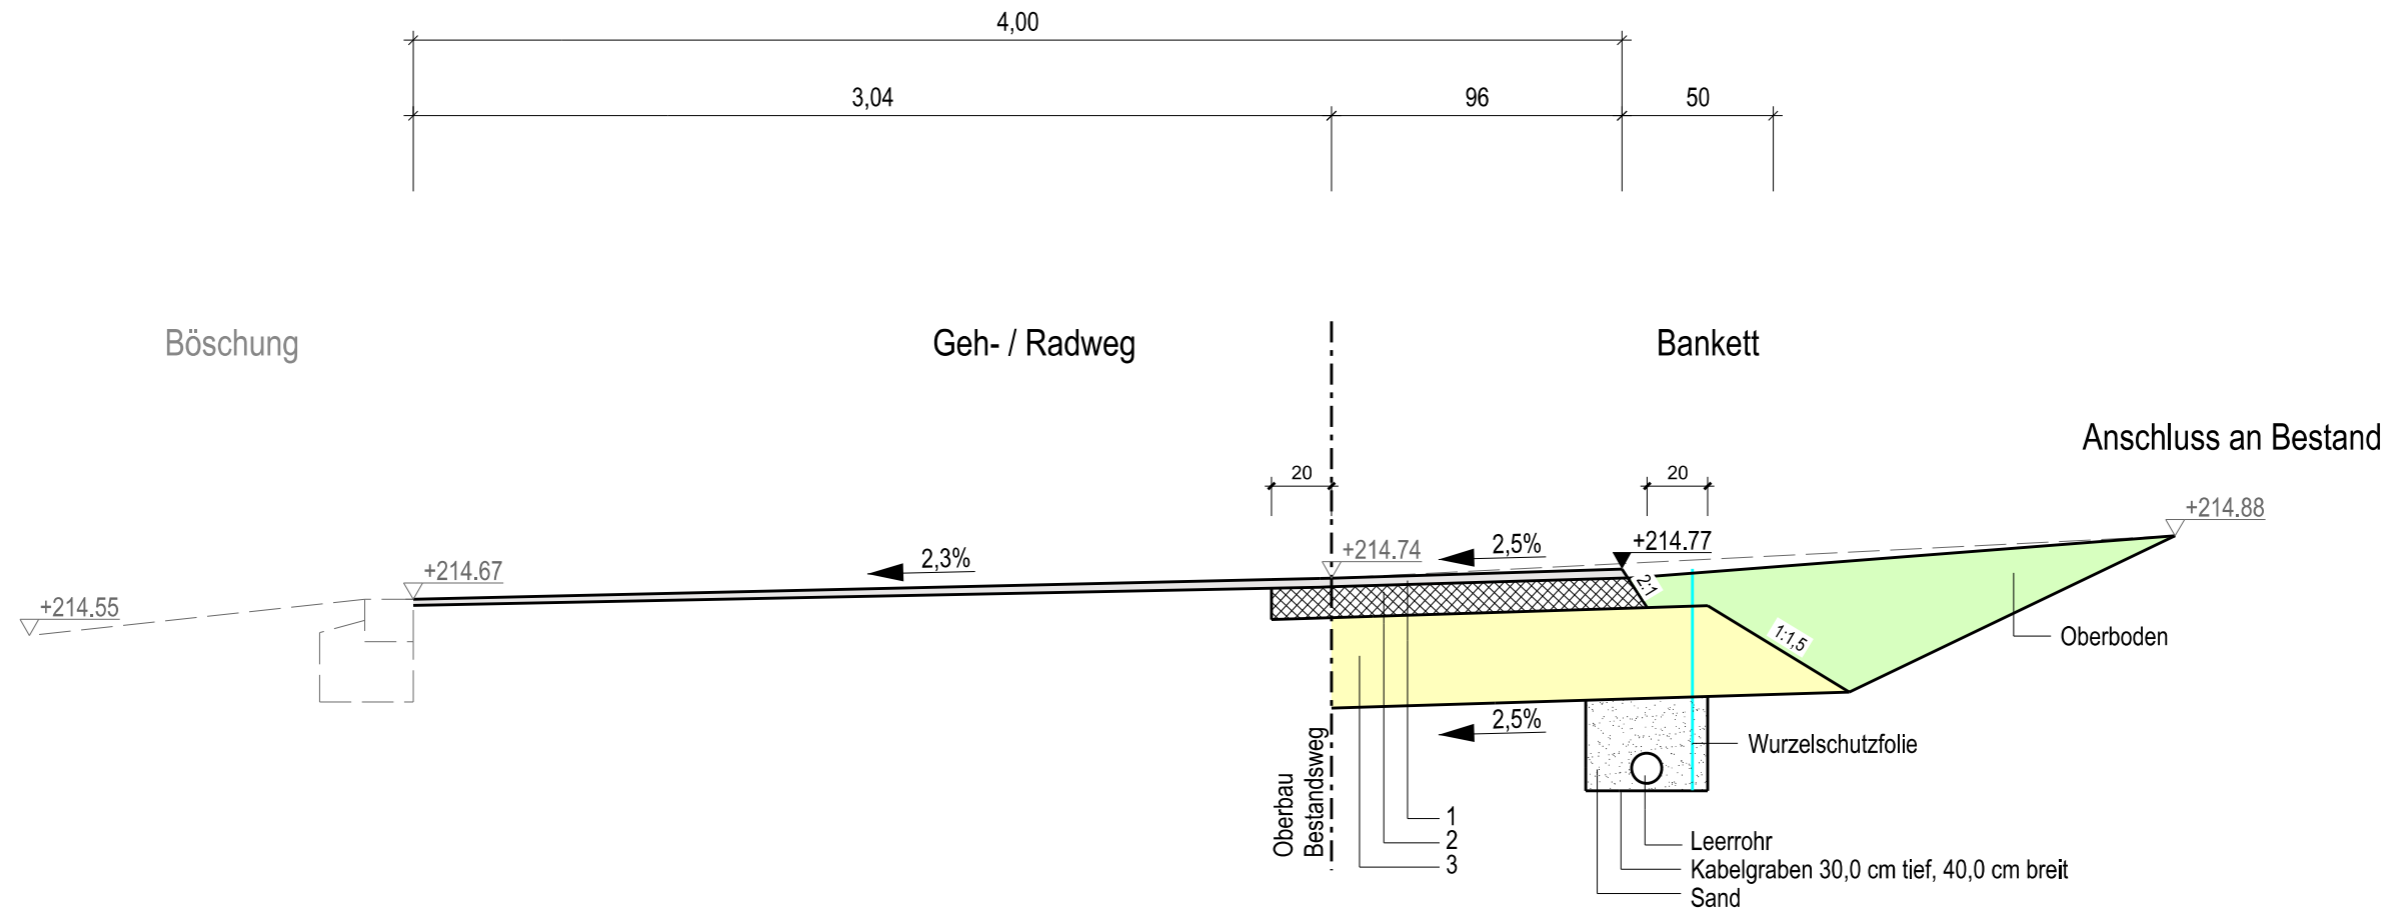 4,00
3,04
96
50
Böschung
Geh- / Radweg
Bankett
Anschluss an Bestand
20
20
+214.88
+214.74
2,5%
+214.77
2,3%
+214.67
+214.55
2:1
1:1,5
Oberboden
2,5%
Wurzelschutzfolie
Oberbau
Bestandsweg
1
2
3
Leerrohr
Kabelgraben 30,0 cm tief, 40,0 cm breit
Sand